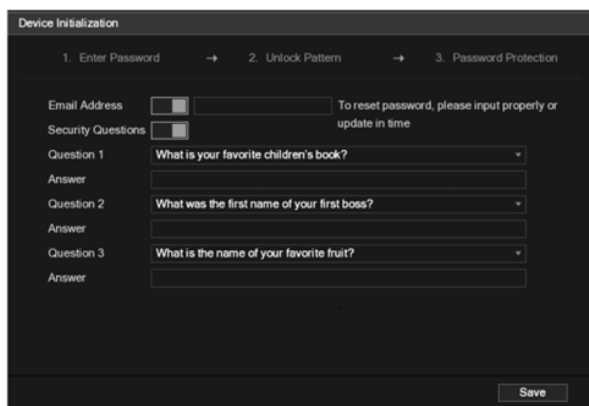 Device Initialization
1. Enter Password → 2. Unlock Pattern → 3. Password Protection
Email Address
To reset password, please input properly or
update in time
Security Questions
Question 1 What is your favorite children's book?
Answer
Question 2 What was the first name of your first boss?
Answer
Question 3 What is the name of your favorite fruit?
Answer
Save